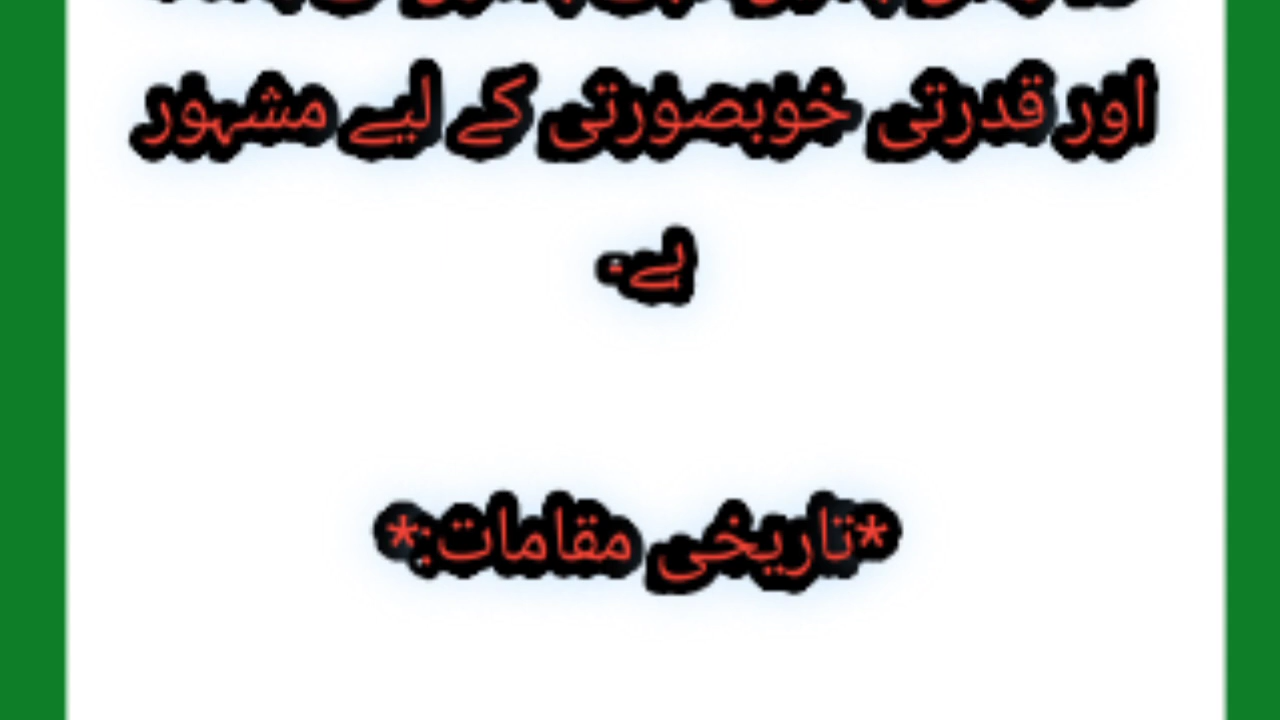 اور قدرتی خوبصورتی کے لیے مشہور
ہے.
*تاریخی مقامات:*